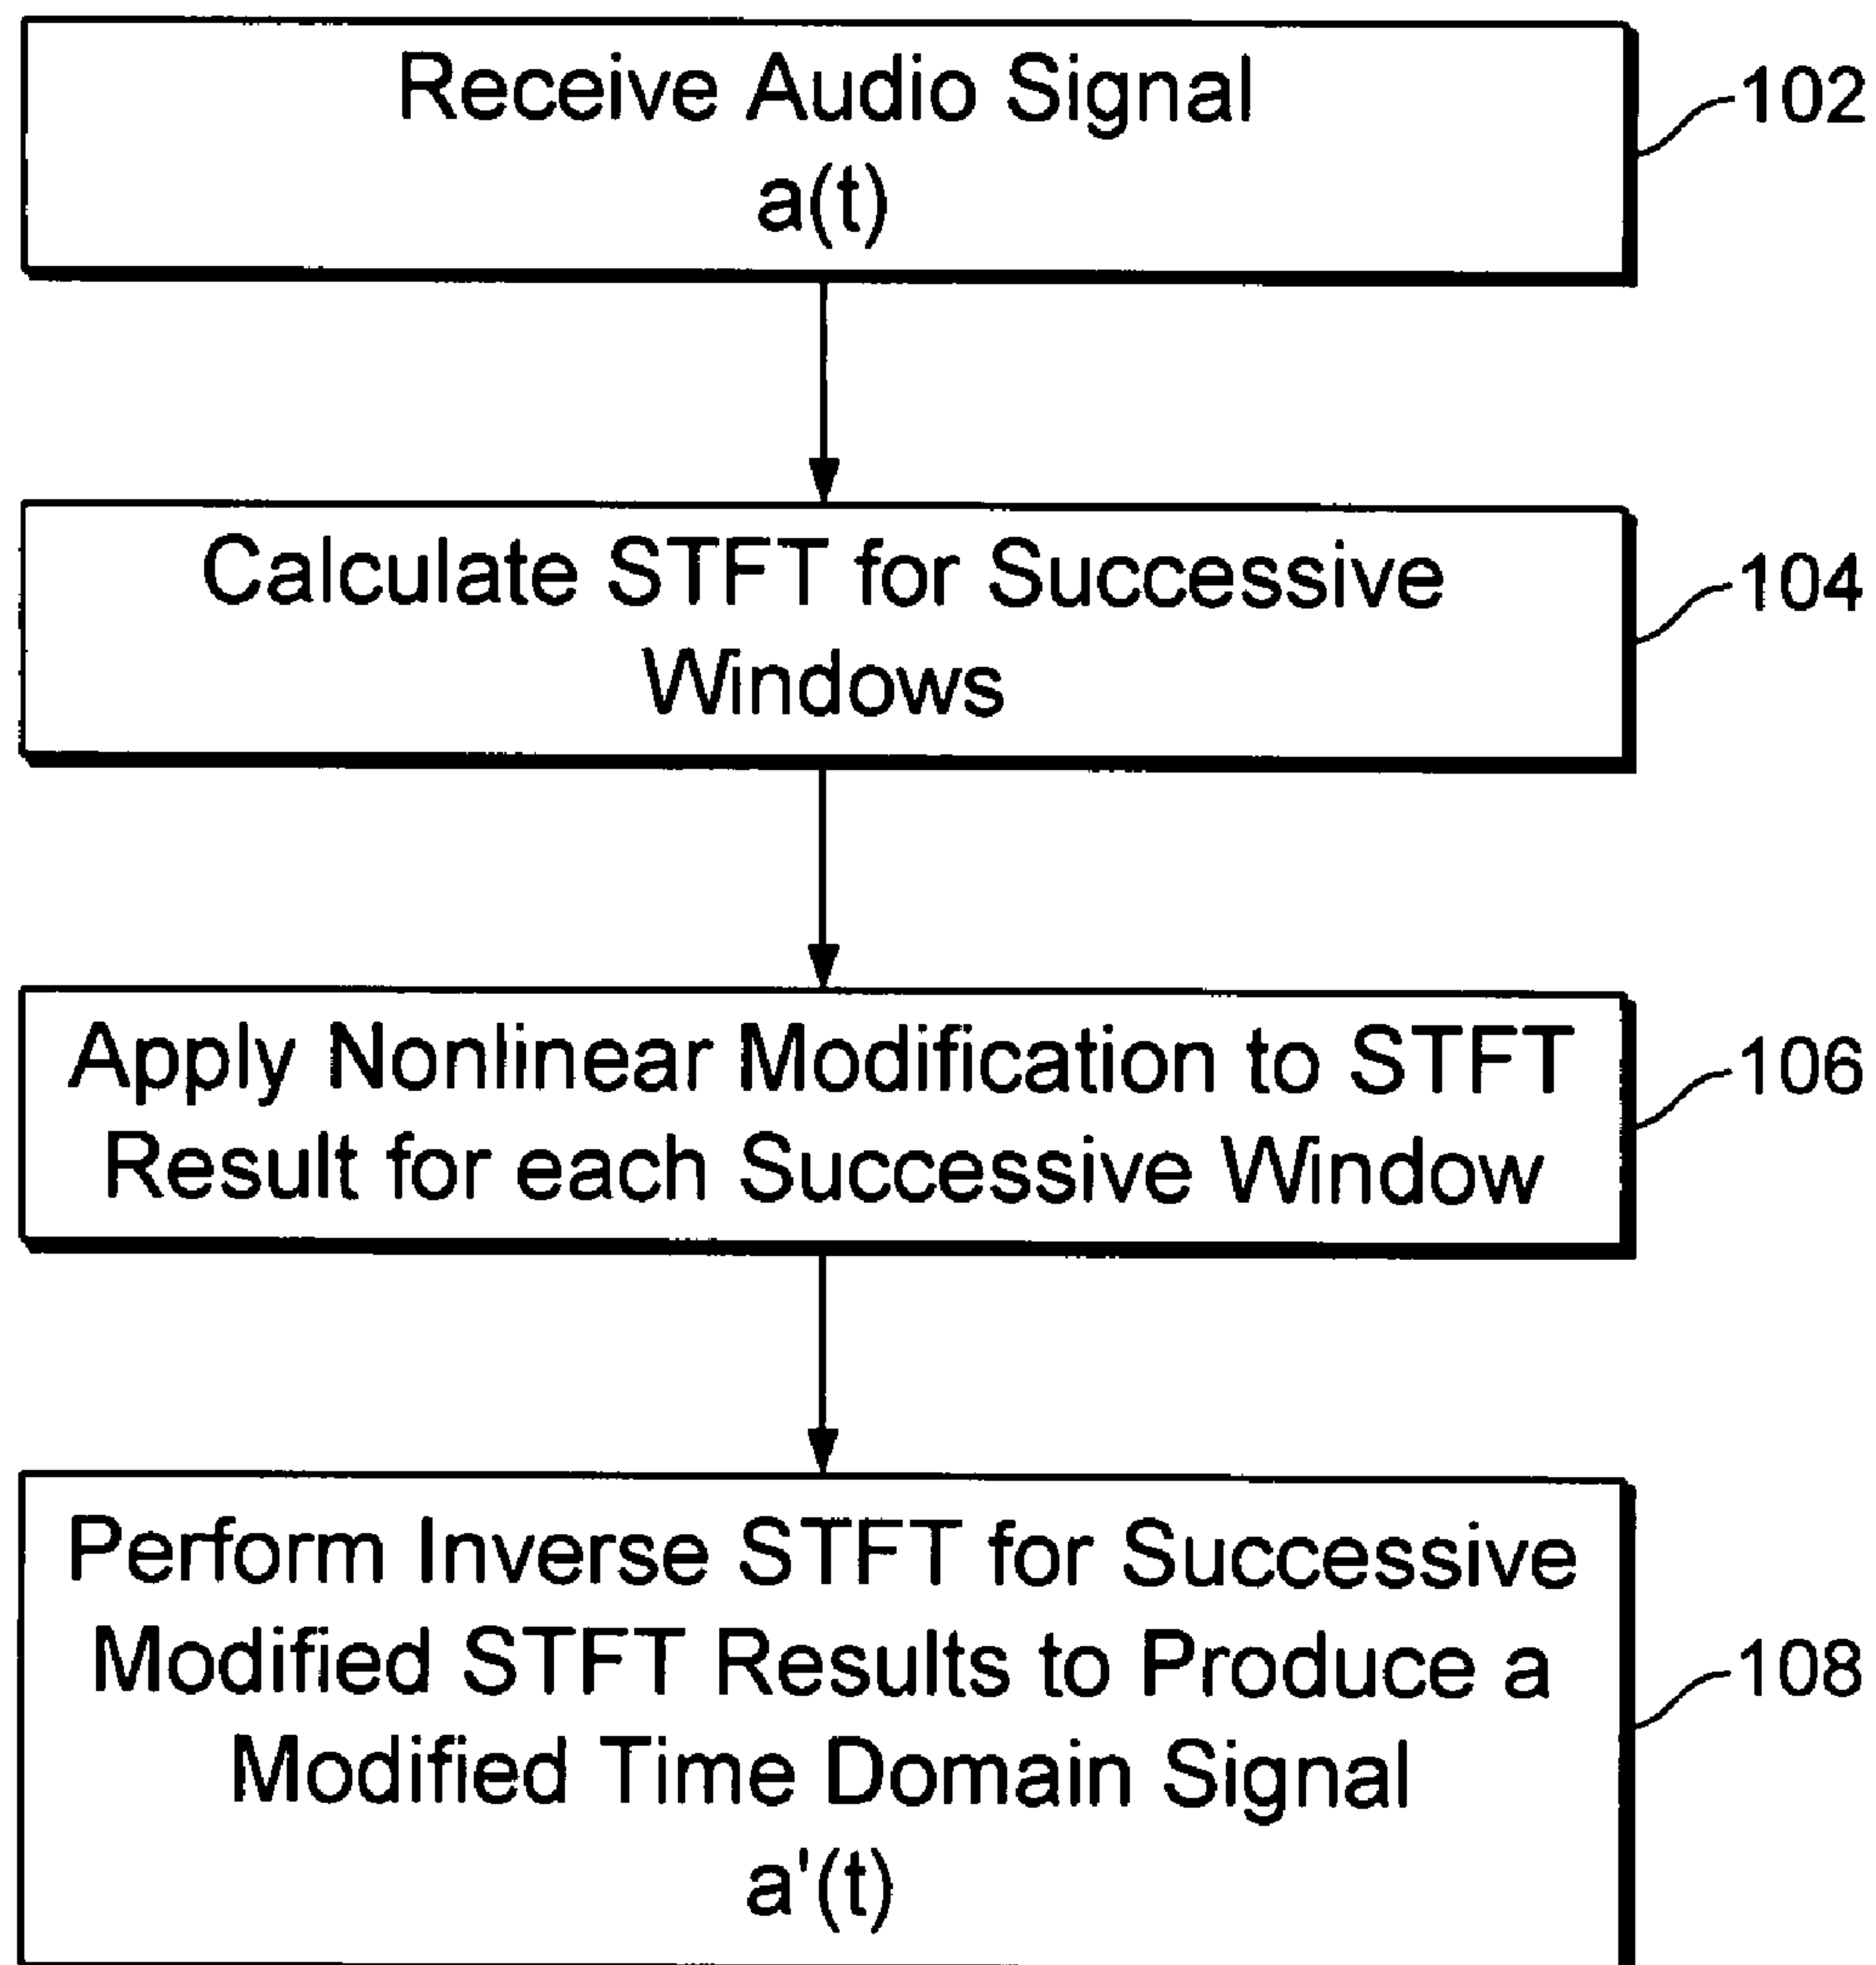 Receive Audio Signal
a(t)
102
Calculate STFT for Successive
Windows
104
Apply Nonlinear Modification to STFT
Result for each Successive Window
106
Perform Inverse STFT for Successive
Modified STFT Results to Produce a
Modified Time Domain Signal
a'(t)
108